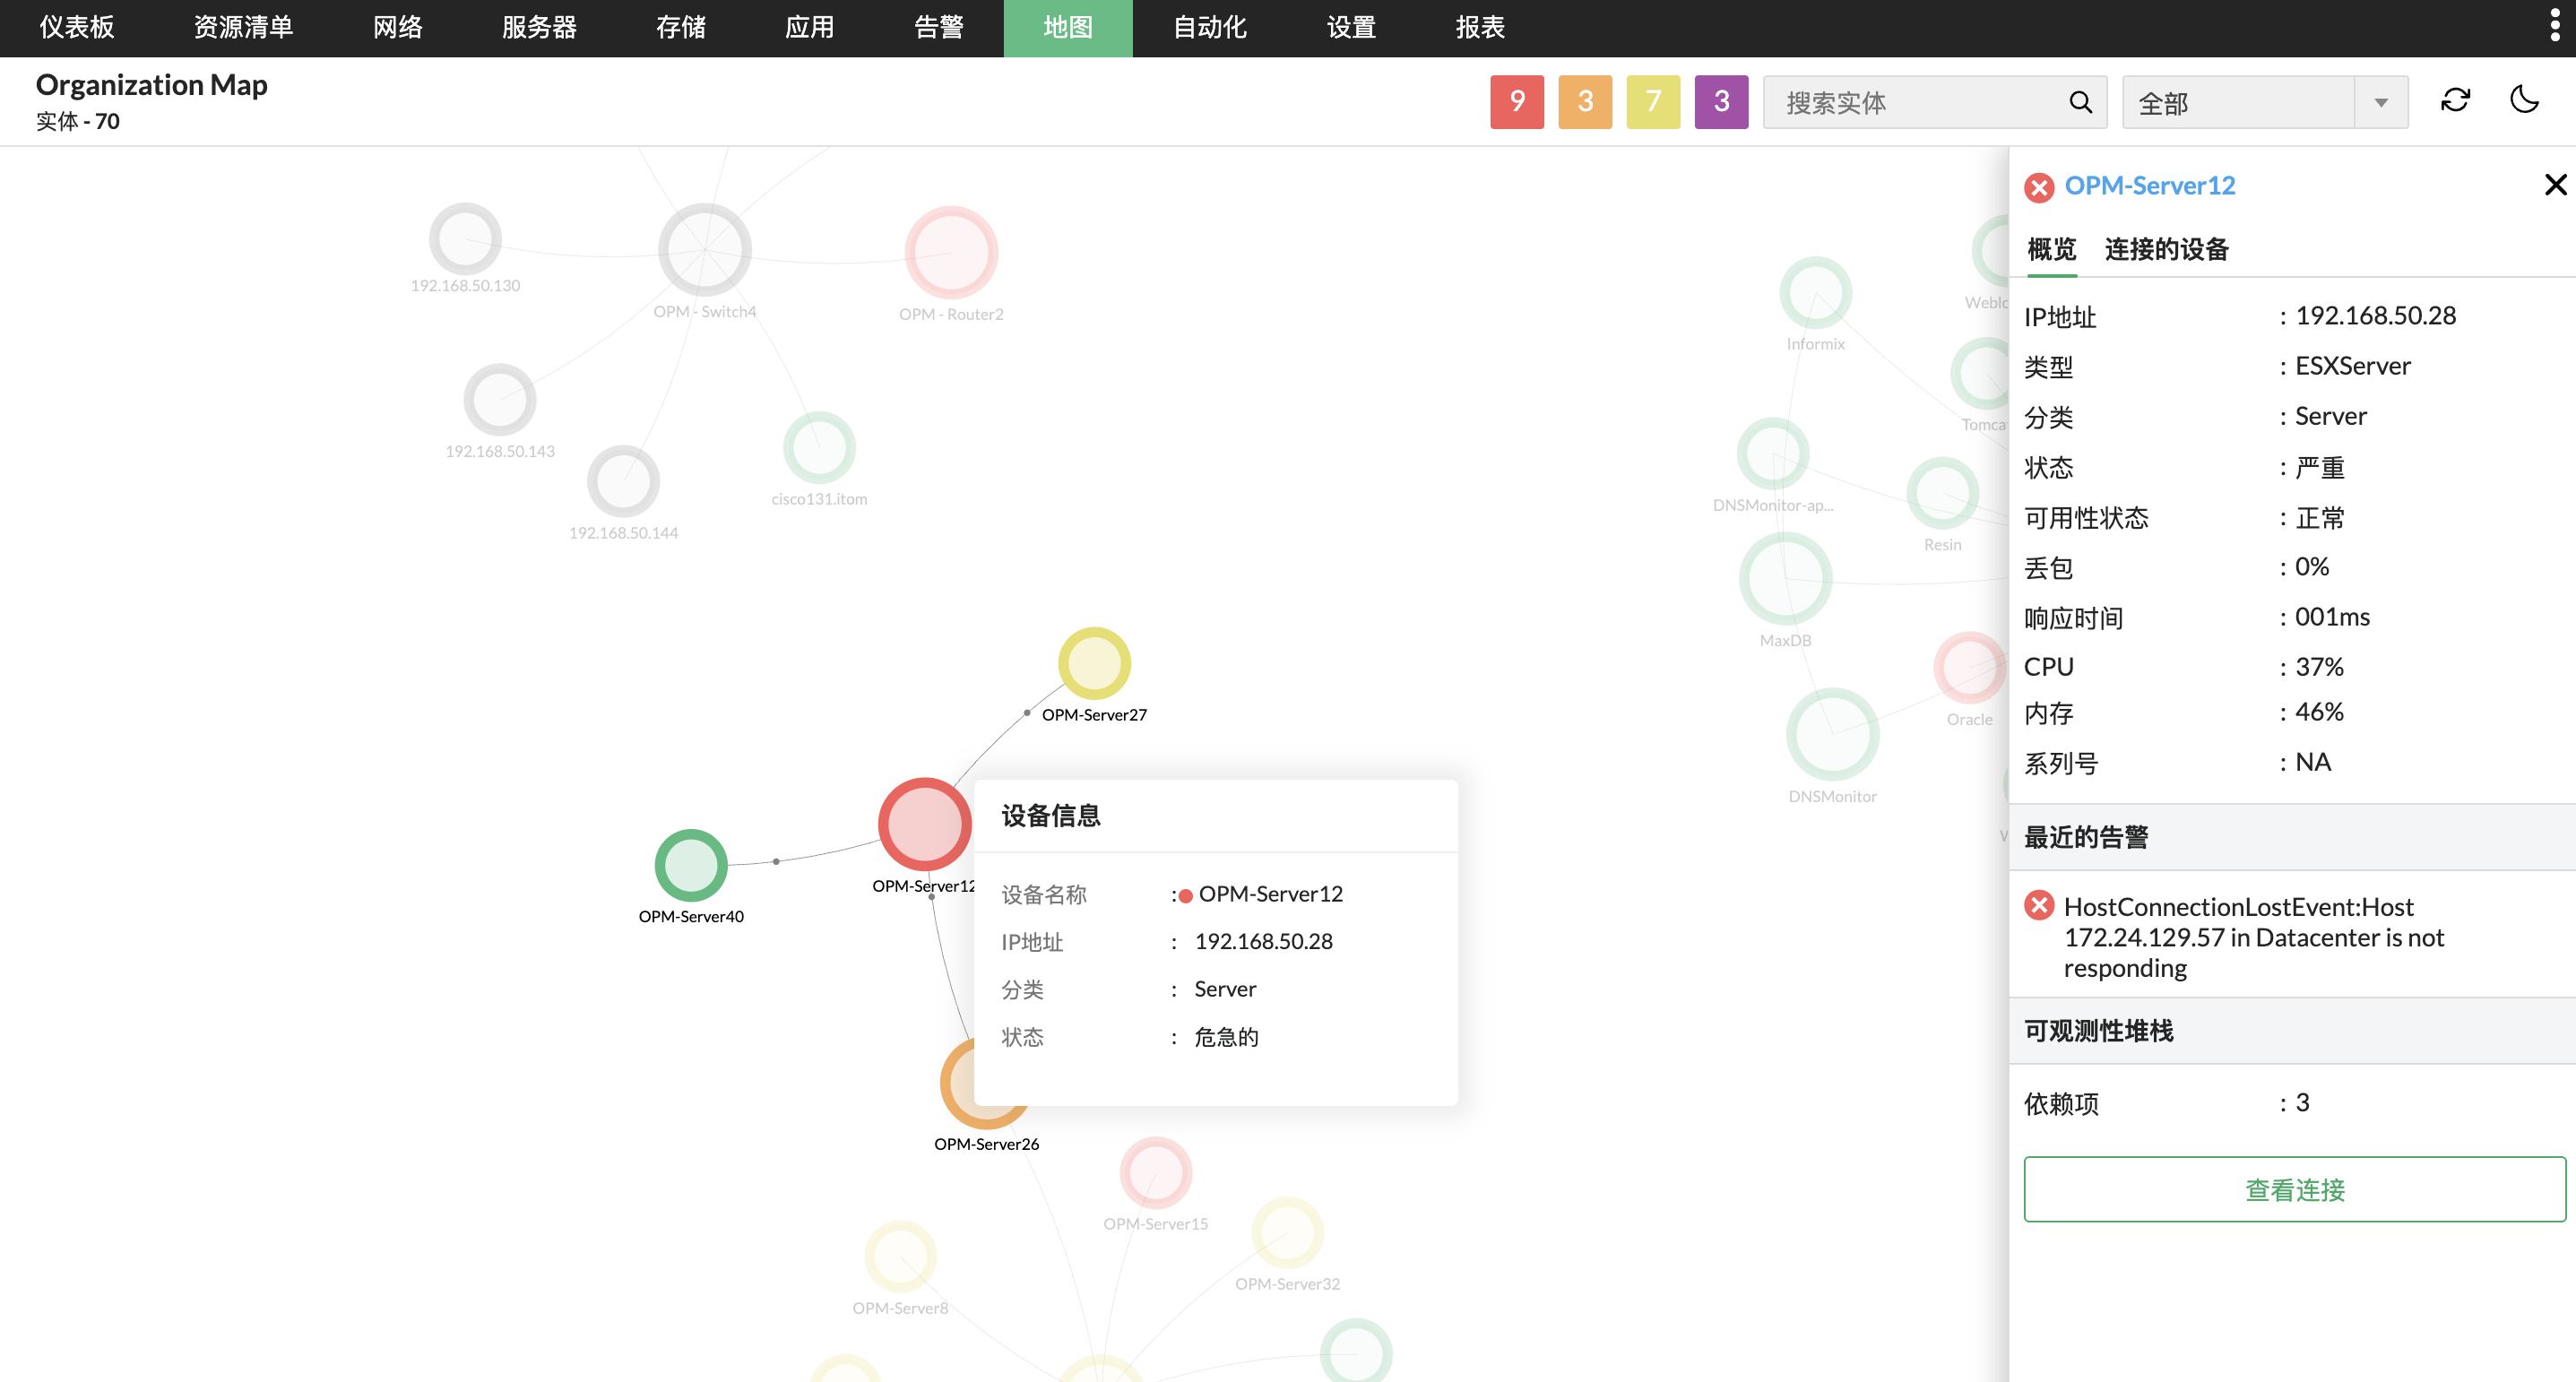 仪表板 资源清单 网络 服务器 存储 应用 告警 地图 自动化 设置 报表
Organization Map
实体 - 70
9 3 7 3 搜索实体 全部
192.168.50.130
OPM - Switch4
OPM - Router2
192.168.50.143
192.168.50.144
cisco131.itom
Informix
DNSMonitor-ap...
Resin
MaxDB
Oracle
DNSMonitor
OPM-Server27
OPM-Server12
OPM-Server40
OPM-Server26
OPM-Server15
OPM-Server32
OPM-Server8
设备信息
设备名称 : OPM-Server12
IP地址 : 192.168.50.28
分类 : Server
状态 : 危急的
OPM-Server12
概览 连接的设备
IP地址 : 192.168.50.28
类型 : ESXServer
分类 : Server
状态 : 严重
可用性状态 : 正常
丢包 : 0%
响应时间 : 001ms
CPU : 37%
内存 : 46%
系列号 : NA
最近的告警
HostConnectionLostEvent:Host
172.24.129.57 in Datacenter is not
responding
可观测性堆栈
依赖项 : 3
查看连接